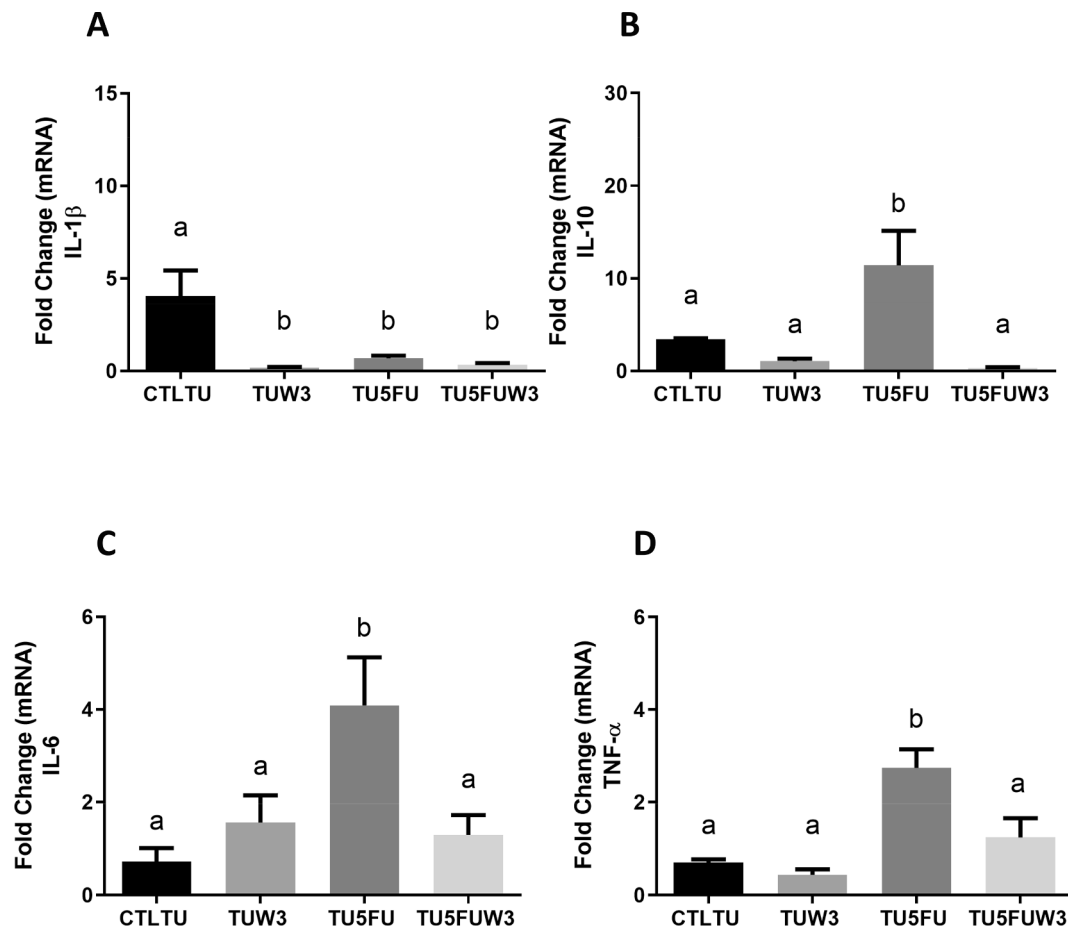 A
Fold Change (mRNA)
IL-1β
15
10
5
0
a
b
b
b
CTLTU TUW3 TU5FU TU5FUW3
B
Fold Change (mRNA)
IL-10
30
20
10
0
a
a
b
a
CTLTU TUW3 TU5FU TU5FUW3
C
Fold Change (mRNA)
IL-6
6
4
2
0
a
a
b
a
CTLTU TUW3 TU5FU TU5FUW3
D
Fold Change (mRNA)
TNF-α
6
4
2
0
a
a
b
a
CTLTU TUW3 TU5FU TU5FUW3